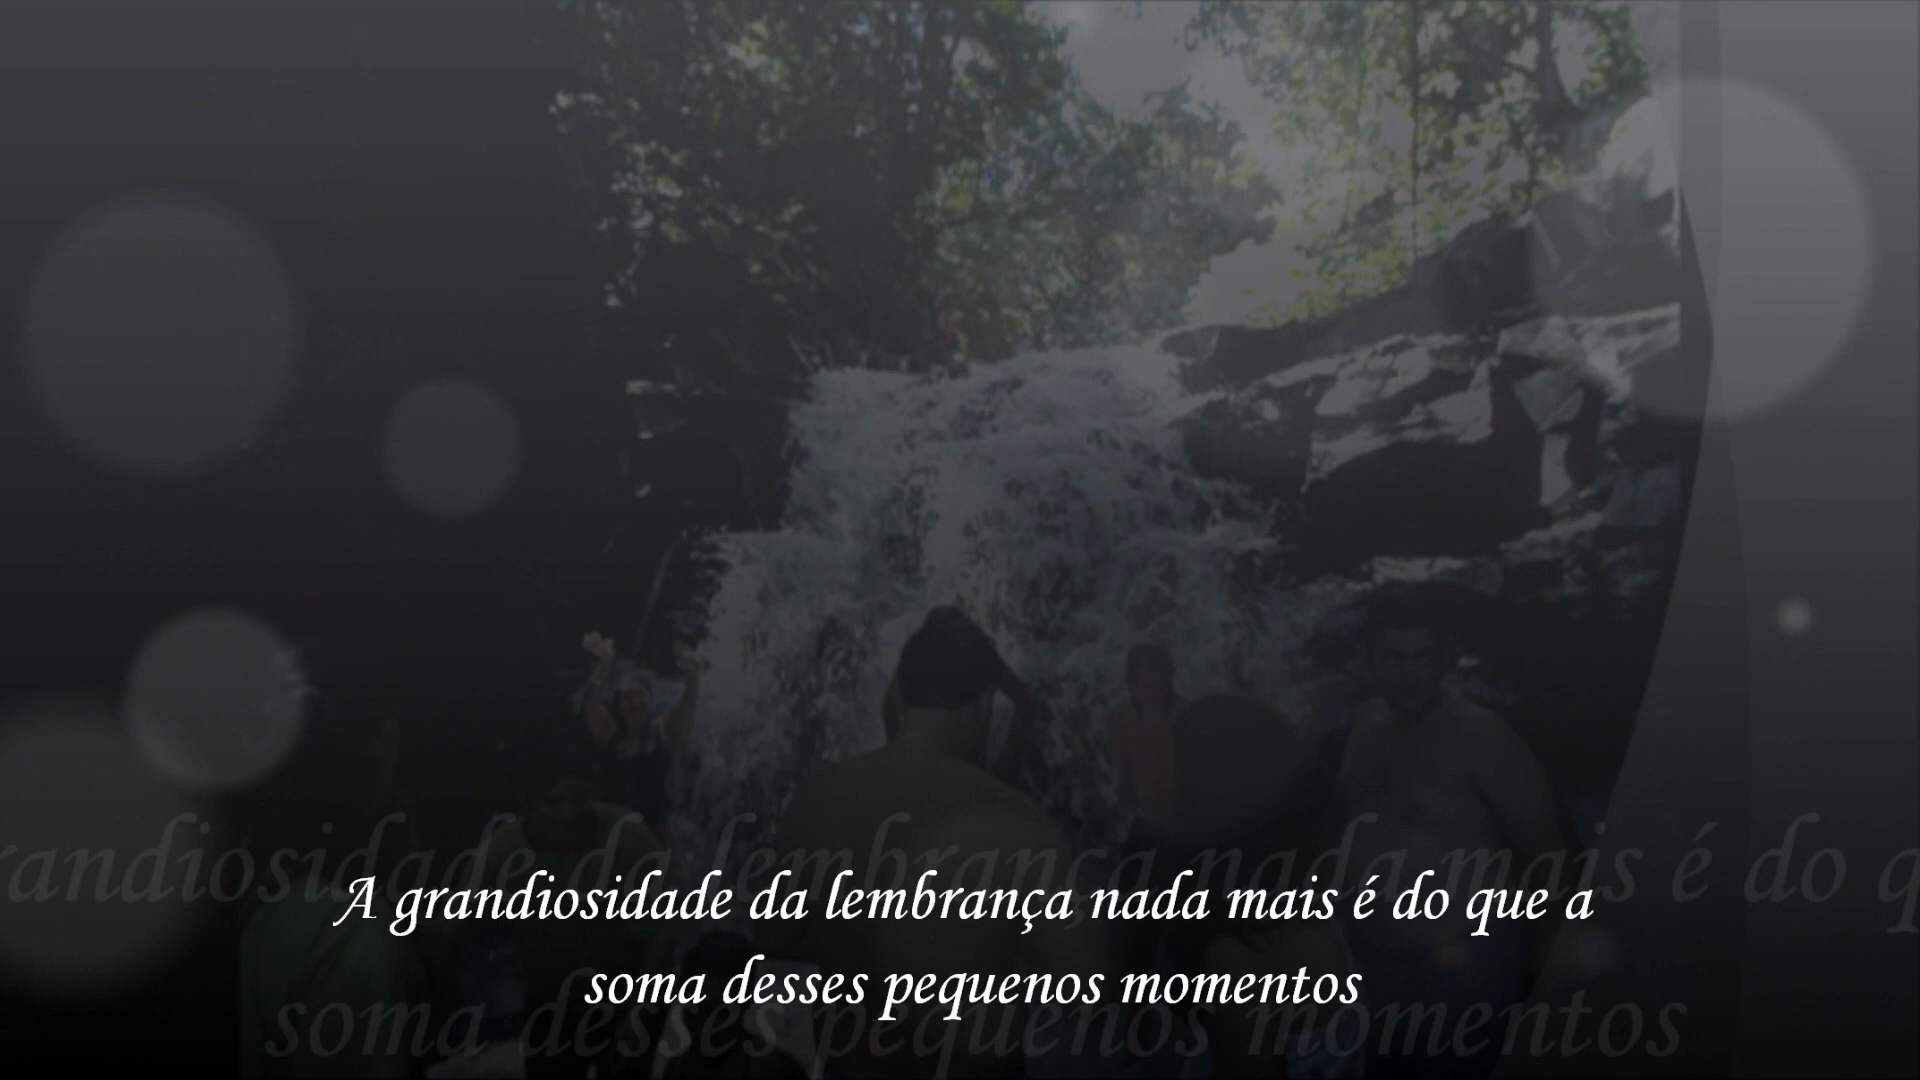 A grandiosidade da lembrança nada mais é do que a
soma desses pequenos momentos